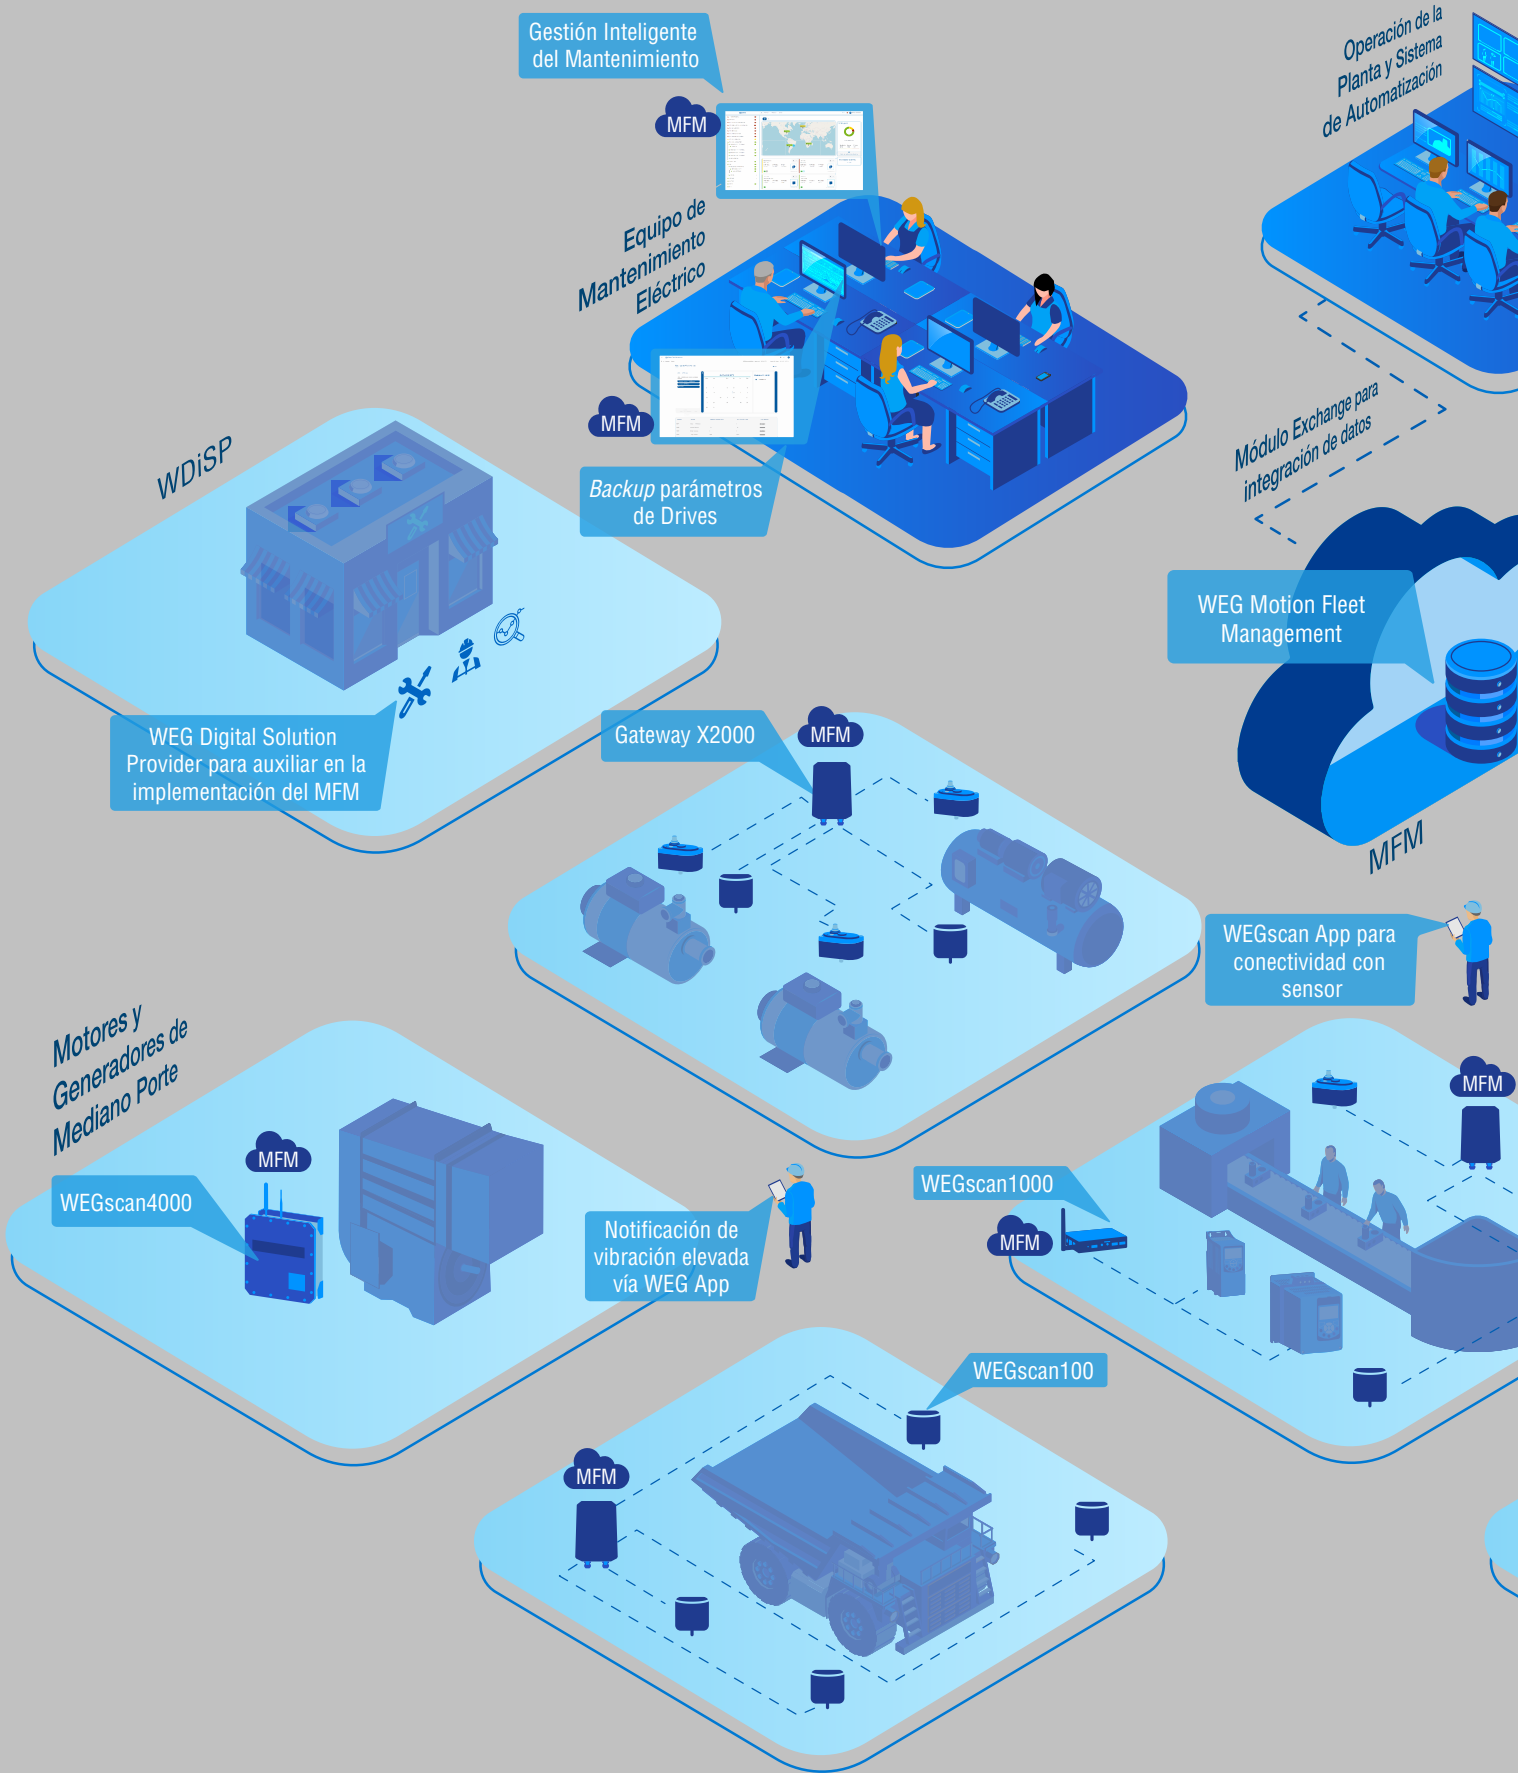 Gestión Inteligente
del Mantenimiento
MFM
Operación de la
Planta y Sistema
de Automatización
Equipo de
Mantenimiento
Eléctrico
MFM
Backup parámetros
de Drives
Módulo Exchange para
integración de datos
WDiSP
WEG Digital Solution
Provider para auxiliar en la
implementación del MFM
WEG Motion Fleet
Management
MFM
Gateway X2000
MFM
WEGscan App para
conectividad con
sensor
Motores y
Generadores de
Mediano Porte
MFM
WEGscan4000
Notificación de
vibración elevada
vía WEG App
WEGscan1000
MFM
MFM
WEGscan100
MFM